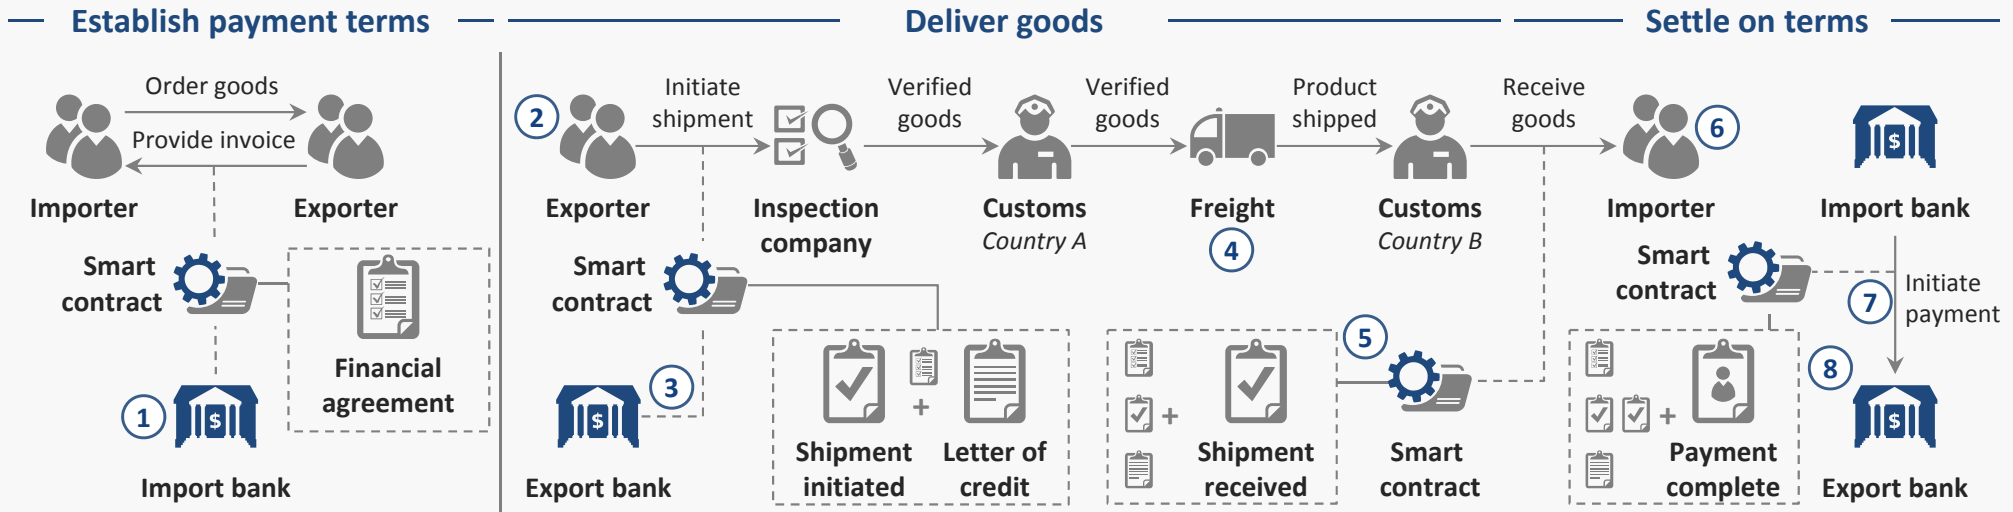 Establish payment terms
Deliver goods
Settle on terms
Order goods
Provide invoice
Importer
Exporter
Smart
contract
Financial
agreement
1
$
Import bank
2
Initiate
shipment
Verified
goods
Verified
goods
Product
shipped
Receive
goods
6
Exporter
Inspection
company
Customs
Country A
Freight
4
Customs
Country B
Importer
$
Import bank
Smart
contract
3
$
Export bank
+
Shipment
initiated
Letter of
credit
+
Shipment
received
5
Smart
contract
Smart
contract
7
Initiate
payment
+
Payment
complete
8
$
Export bank